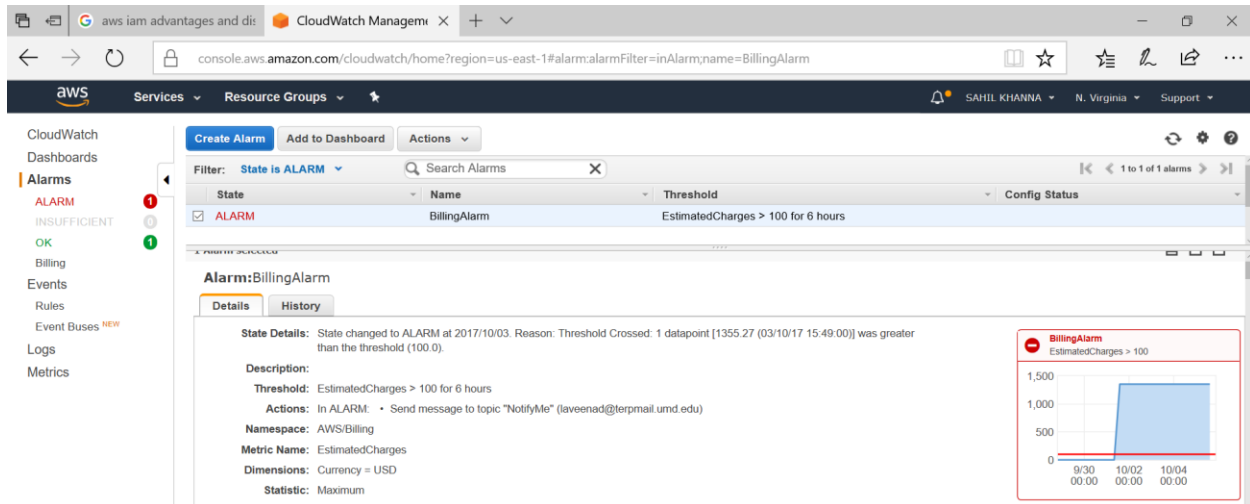 aws iam advantages and dis
CloudWatch Manageme
console.aws.amazon.com/cloudwatch/home?region=us-east-1#alarm:alarmFilter=inAlarm;name=BillingAlarm
aws Services Resource Groups SAHIL KHANNA N. Virginia Support
CloudWatch
Dashboards
Alarms
ALARM 1
INSUFFICIENT 0
OK 1
Billing
Events
Rules
Event Buses NEW
Logs
Metrics
Create Alarm Add to Dashboard Actions
Filter: State is ALARM Search Alarms 1 to 1 of 1 alarms
State Name Threshold Config Status
ALARM BillingAlarm EstimatedCharges > 100 for 6 hours
1 Alarm selected
Alarm:BillingAlarm
Details History
State Details: State changed to ALARM at 2017/10/03. Reason: Threshold Crossed: 1 datapoint [1355.27 (03/10/17 15:49:00)] was greater
than the threshold (100.0).
Description:
Threshold: EstimatedCharges > 100 for 6 hours
Actions: In ALARM: • Send message to topic "NotifyMe" (laveenad@terpmail.umd.edu)
Namespace: AWS/Billing
Metric Name: EstimatedCharges
Dimensions: Currency = USD
Statistic: Maximum
BillingAlarm
EstimatedCharges > 100
1,500
1,000
500
0
9/30 10/02 10/04
00:00 00:00 00:00